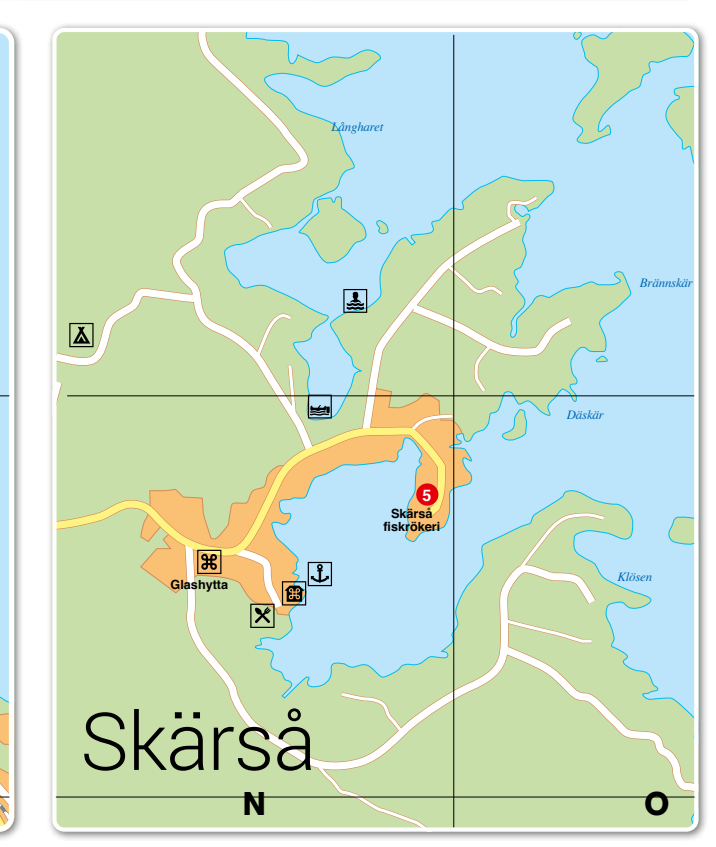 Långharet
Brännskär
Däskär
5
Skärså
fiskrökeri
Klösen
Glashytta
Skärså
N
O